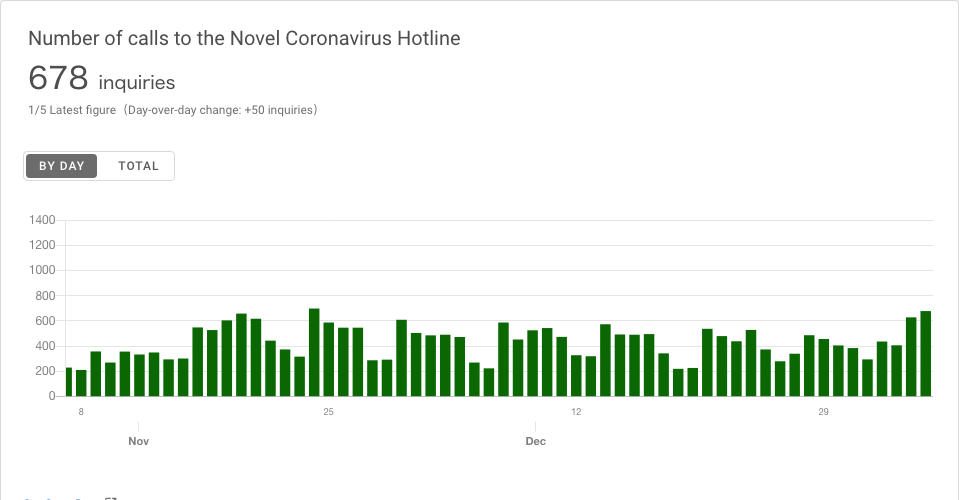 Number of calls to the Novel Coronavirus Hotline
678 inquiries
1/5 Latest figure（Day-over-day change: +50 inquiries）
BY DAY TOTAL
1400
1200
1000
800
600
400
200
0
8 25 12 29
Nov Dec